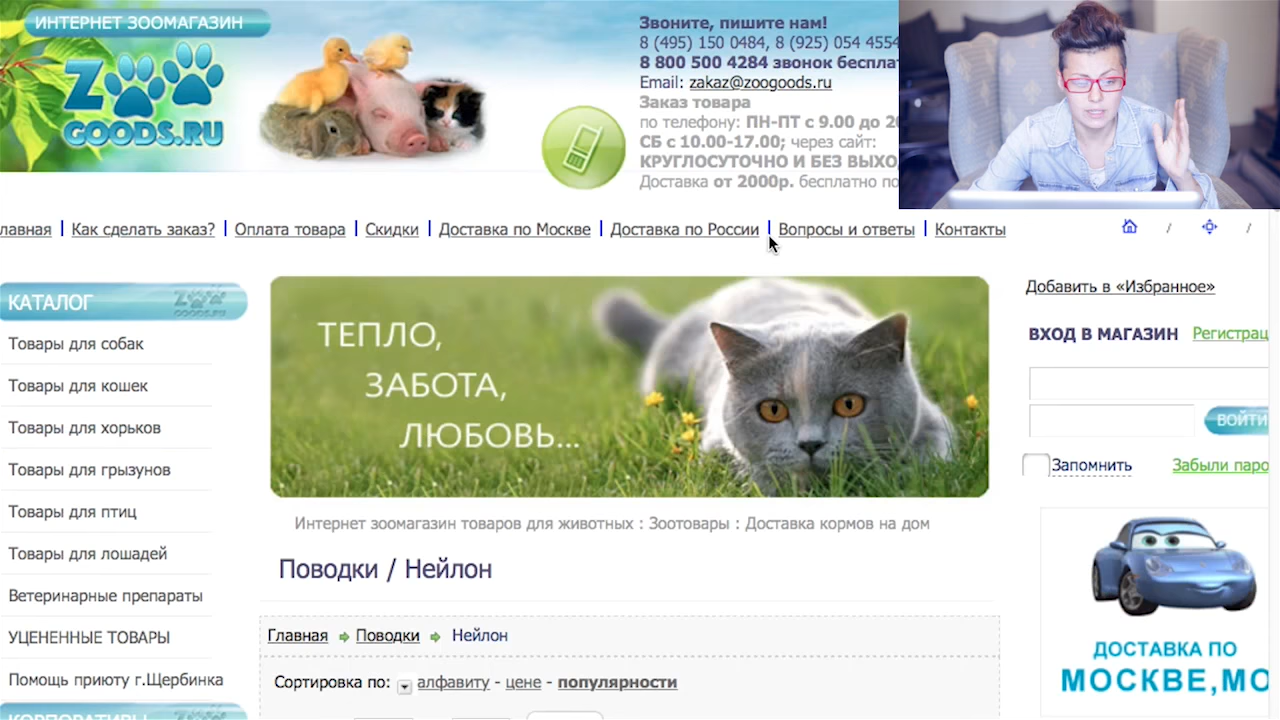 ИНТЕРНЕТ ЗООМАГАЗИН
ZOO
GOODS.RU
Звоните, пишите нам!
8 (495) 150 0484, 8 (925) 054 4554
8 800 500 4284 звонок бесплат
Email: zakaz@zoogoods.ru
Заказ товара
по телефону: ПН-ПТ с 9.00 до 20
СБ с 10.00-17.00; через сайт:
КРУГЛОСУТОЧНО И БЕЗ ВЫХО
Доставка от 2000р. бесплатно по
лавная | Как сделать заказ? | Оплата товара | Скидки | Доставка по Москве | Доставка по России | Вопросы и ответы | Контакты / /
КАТАЛОГ
Товары для собак
Товары для кошек
Товары для хорьков
Товары для грызунов
Товары для птиц
Товары для лошадей
Ветеринарные препараты
УЦЕНЕННЫЕ ТОВАРЫ
Помощь приюту г.Щербинка
КОРПОРАТИВЫ
ТЕПЛО,
ЗАБОТА,
ЛЮБОВЬ...
Интернет зоомагазин товаров для животных : Зоотовары : Доставка кормов на дом
Поводки / Нейлон
Главная Поводки Нейлон
Сортировка по: алфавиту - цене - популярности
Добавить в «Избранное»
ВХОД В МАГАЗИН Регистрац
ВОЙТИ
Запомнить Забыли паро
ДОСТАВКА ПО
МОСКВЕ,МО